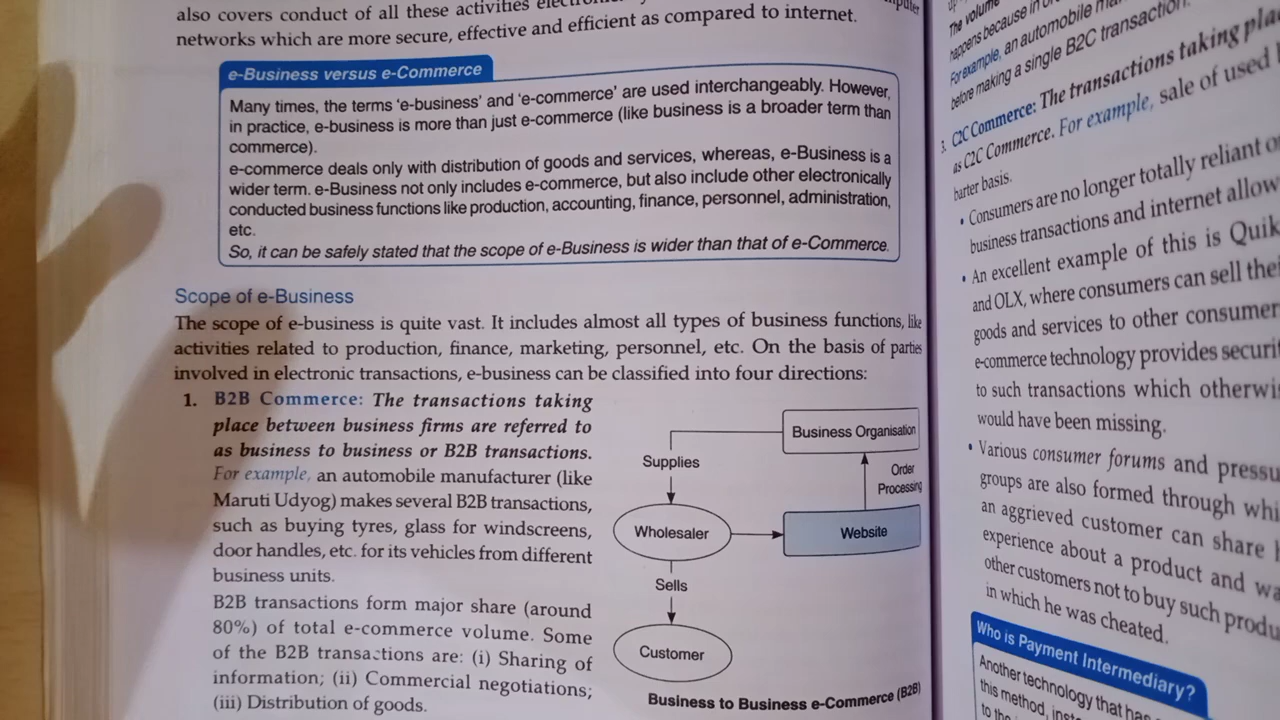 also covers conduct of all these activities
networks which are more secure, effective and efficient as compared to internet.
e-Business versus e-Commerce
Many times, the terms 'e-business' and 'e-commerce' are used interchangeably. However,
in practice, e-business is more than just e-commerce (like business is a broader term than
commerce).
e-commerce deals only with distribution of goods and services, whereas, e-Business is a
wider term. e-Business not only includes e-commerce, but also include other electronically
conducted business functions like production, accounting, finance, personnel, administration,
etc.
So, it can be safely stated that the scope of e-Business is wider than that of e-Commerce.
Scope of e-Business
The scope of e-business is quite vast. It includes almost all types of business functions, like
activities related to production, finance, marketing, personnel, etc. On the basis of parties
involved in electronic transactions, e-business can be classified into four directions:
1. B2B Commerce: The transactions taking
place between business firms are referred to
as business to business or B2B transactions.
For example, an automobile manufacturer (like
Maruti Udyog) makes several B2B transactions,
such as buying tyres, glass for windscreens,
door handles, etc. for its vehicles from different
business units.
B2B transactions form major share (around
80%) of total e-commerce volume. Some
of the B2B transactions are: (i) Sharing of
information; (ii) Commercial negotiations;
(iii) Distribution of goods.
Business Organisation
Supplies
Order
Processing
Wholesaler
Website
Sells
Customer
Business to Business e-Commerce (B2B)
The volume
happens because in
For example, an automobile
before making a single B2C transaction.
3. C2C Commerce: The transactions taking
as C2C Commerce. For example, sale of used
barter basis.
• Consumers are no longer totally reliant
business transactions and internet allow
• An excellent example of this is Quik
and OLX, where consumers can sell
goods and services to other consumer
e-commerce technology provides
to such transactions which
would have been missing.
• Various consumer forums and
groups are also formed through
an aggrieved customer can share
experience about a product and
other customers not to buy such
in which he was cheated.
Who is Payment Intermediary?
Another technology that
this method,
to the